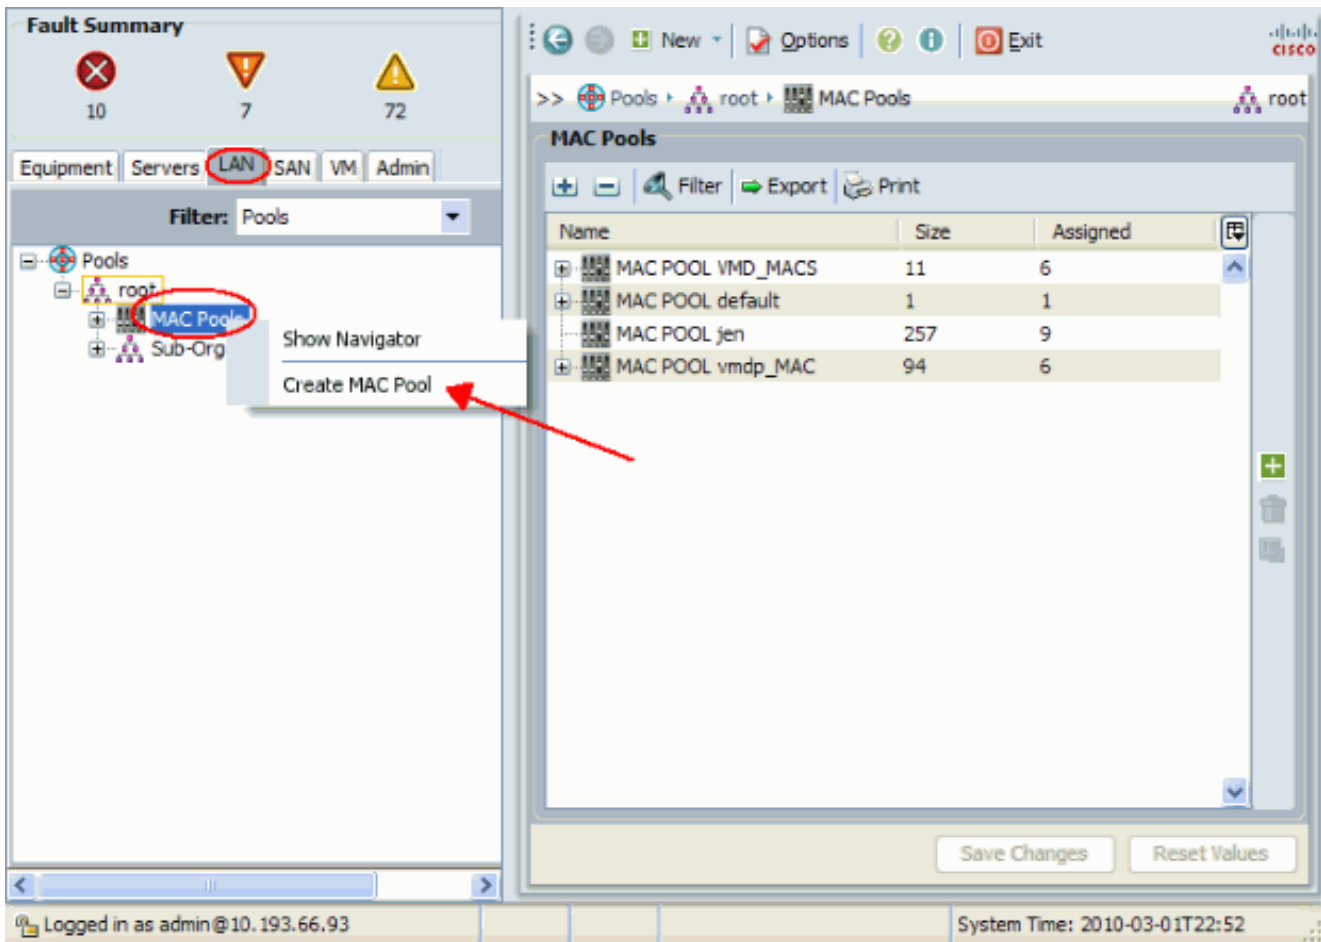 Fault Summary
10 7 72
Equipment Servers LAN SAN VM Admin
Filter: Pools
Pools
root
MAC Pools
Sub-Org
Show Navigator
Create MAC Pool
New Options Exit
cisco
>> Pools root MAC Pools root
MAC Pools
Filter Export Print
Name Size Assigned
MAC POOL VMD_MACS 11 6
MAC POOL default 1 1
MAC POOL jen 257 9
MAC POOL vmdp_MAC 94 6
Save Changes Reset Values
Logged in as admin@10.193.66.93 System Time: 2010-03-01T22:52